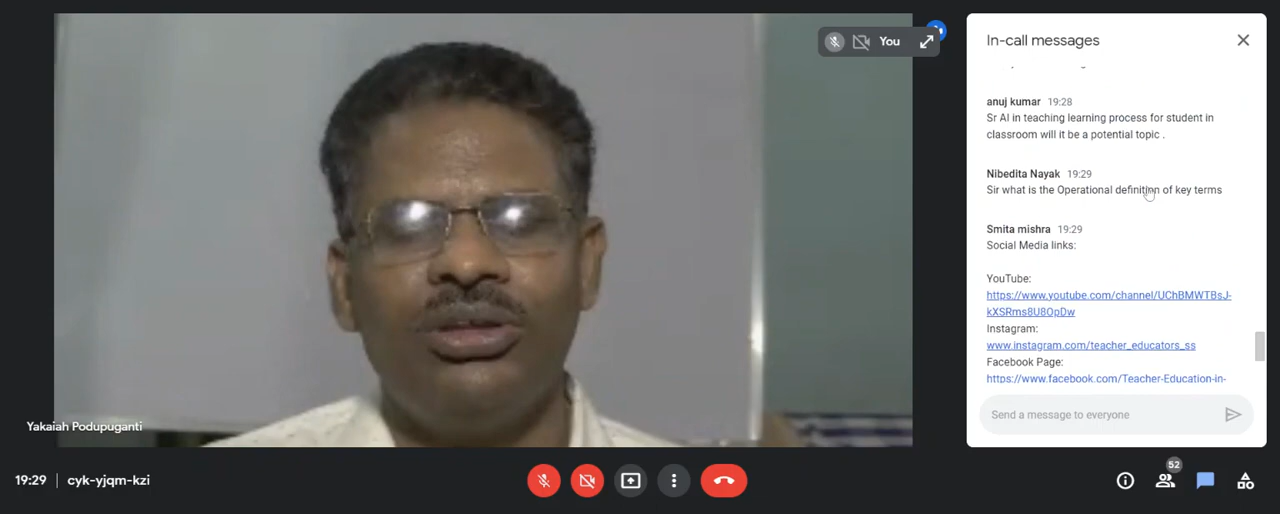 You
In-call messages
anuj kumar 19:28
Sr AI in teaching learning process for student in
classroom will it be a potential topic .
Nibedita Nayak 19:29
Sir what is the Operational definition of key terms
Smita mishra 19:29
Social Media links:
YouTube:
https://www.youtube.com/channel/UChBMWTBsJ-
kXSRms8U8OpDw
Instagram:
www.instagram.com/teacher_educators_ss
Facebook Page:
https://www.facebook.com/Teacher-Education-in-
Send a message to everyone
Yakaiah Podupuganti
19:29 | cyk-yjqm-kzi
52